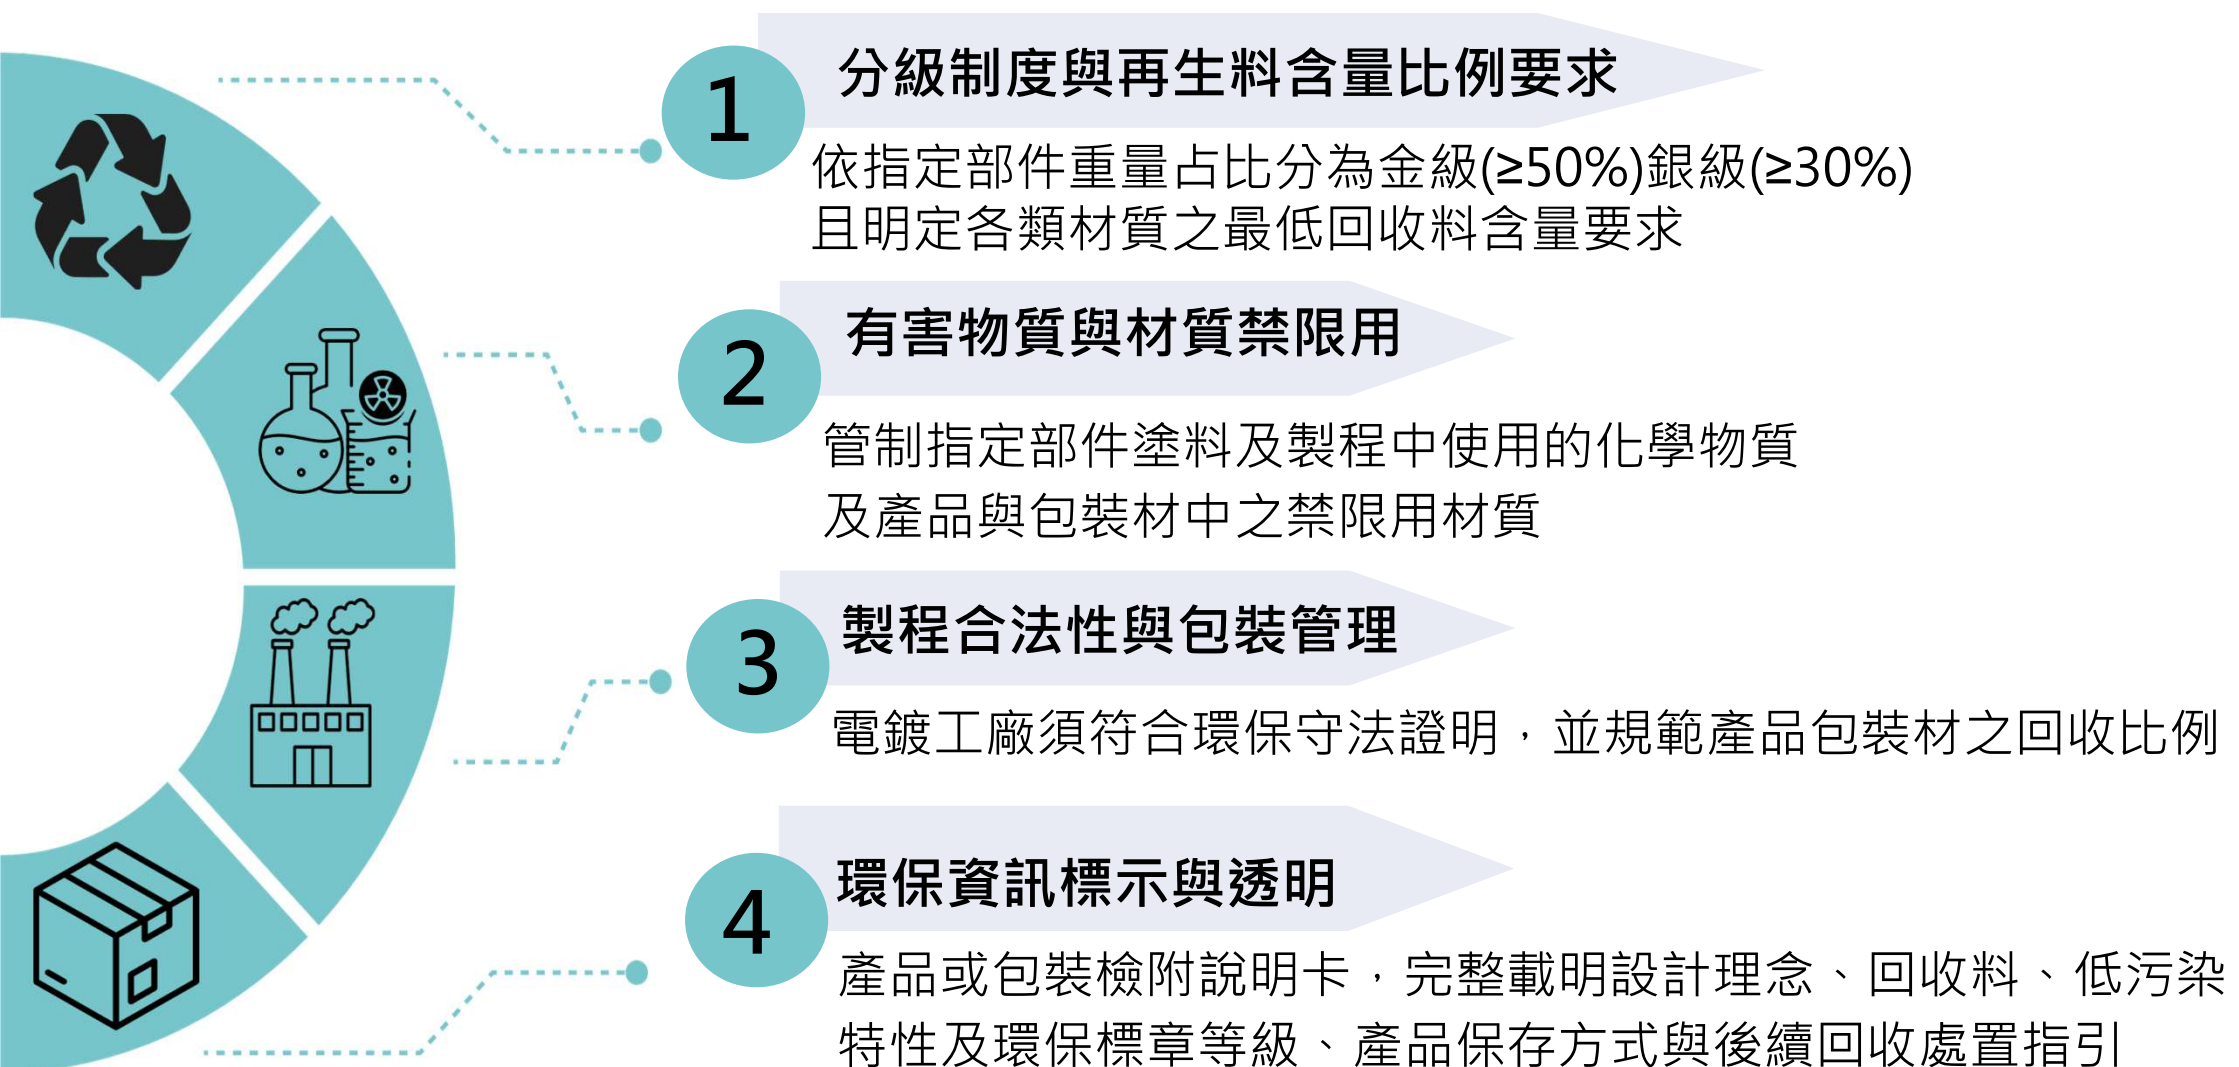 1
分級制度與再生料含量比例要求
依指定部件重量占比分為金級(≥50%)銀級(≥30%)
且明定各類材質之最低回收料含量要求
2
有害物質與材質禁限用
管制指定部件塗料及製程中使用的化學物質
及產品與包裝材中之禁限用材質
3
製程合法性與包裝管理
電鍍工廠須符合環保守法證明，並規範產品包裝材之回收比例
4
環保資訊標示與透明
產品或包裝檢附說明卡，完整載明設計理念、回收料、低污染
特性及環保標章等級、產品保存方式與後續回收處置指引